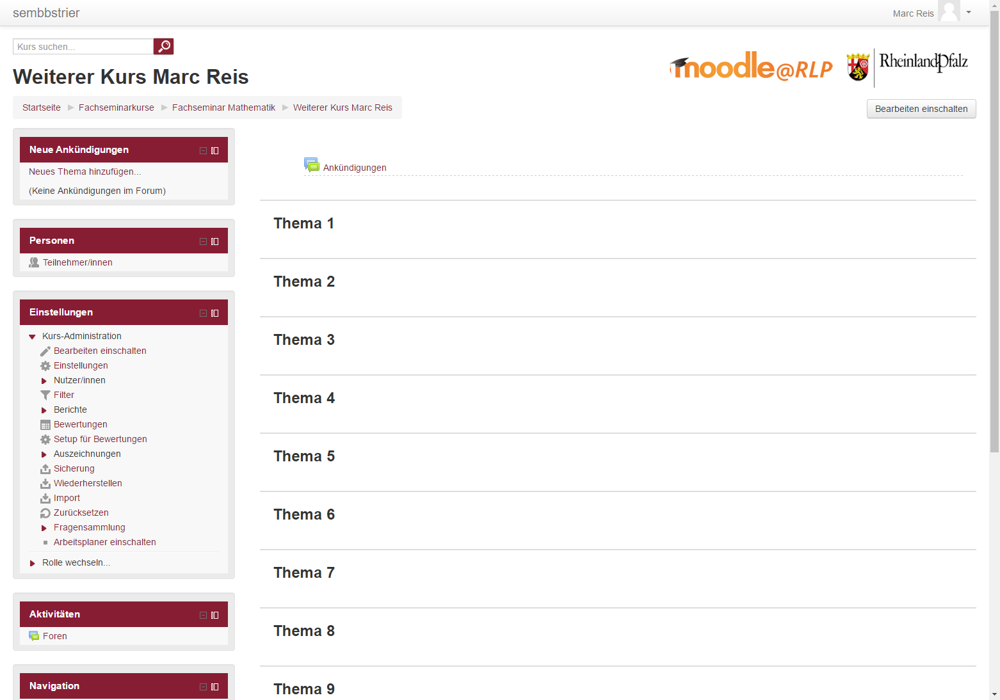 sembbstrier
Marc Reis
Kurs suchen...
Weiterer Kurs Marc Reis
moodle@RLP
RheinlandPfalz
Startseite ► Fachseminarkurse ► Fachseminar Mathematik ► Weiterer Kurs Marc Reis
Bearbeiten einschalten
Neue Ankündigungen
Neues Thema hinzufügen...
(Keine Ankündigungen im Forum)
Personen
Teilnehmer/innen
Einstellungen
Kurs-Administration
Bearbeiten einschalten
Einstellungen
Nutzer/innen
Filter
Berichte
Bewertungen
Setup für Bewertungen
Auszeichnungen
Sicherung
Wiederherstellen
Import
Zurücksetzen
Fragensammlung
Arbeitsplaner einschalten
Rolle wechseln...
Aktivitäten
Foren
Navigation
Ankündigungen
Thema 1
Thema 2
Thema 3
Thema 4
Thema 5
Thema 6
Thema 7
Thema 8
Thema 9